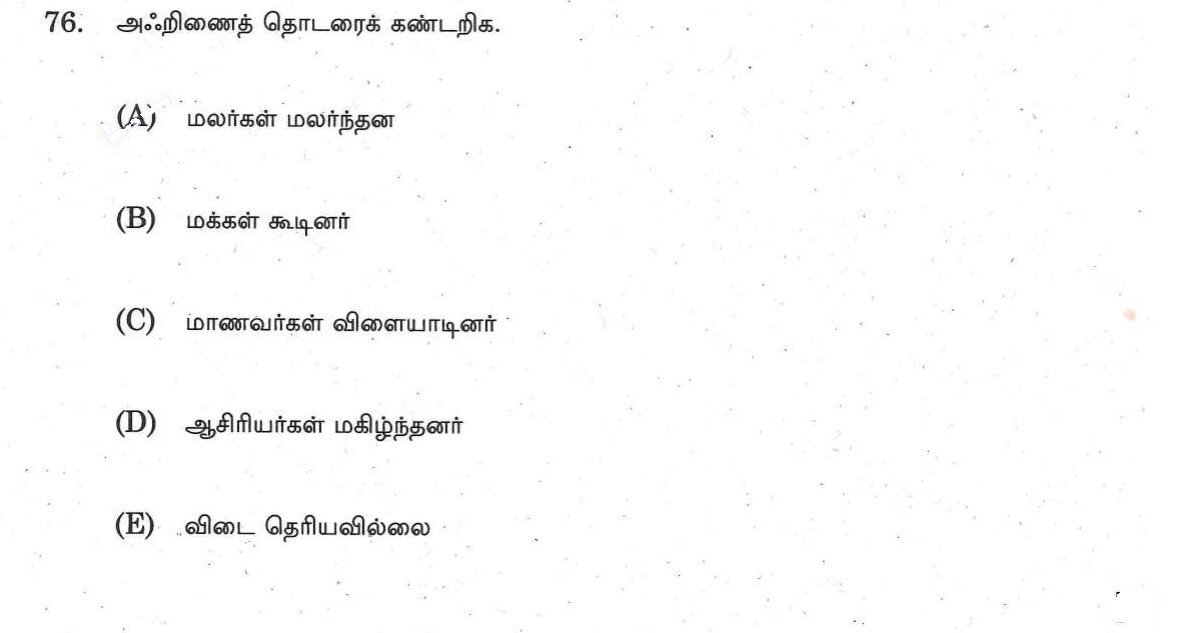 76. அஃறிணைத் தொடரைக் கண்டறிக.
(A) மலர்கள் மலர்ந்தன
(B) மக்கள் கூடினர்
(C) மாணவர்கள் விளையாடினர்
(D) ஆசிரியர்கள் மகிழ்ந்தனர்
(E) விடை தெரியவில்லை